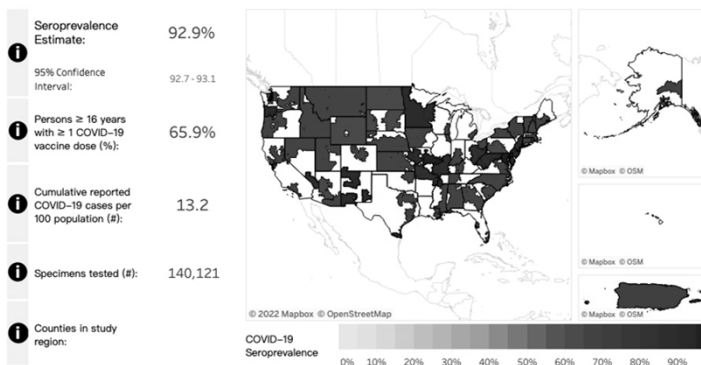 Seroprevalence
Estimate:
92.9%
95% Confidence
Interval:
92.7 - 93.1
Persons ≥ 16 years
with ≥ 1 COVID-19
vaccine dose (%):
65.9%
Cumulative reported
COVID-19 cases per
100 population (#):
13.2
Specimens tested (#):
140,121
Counties in study
region:
© 2022 Mapbox © OpenStreetMap
© Mapbox © OSM
© Mapbox © OSM
© Mapbox © OSM
COVID-19
Seroprevalence
0% 10% 20% 30% 40% 50% 60% 70% 80% 90%